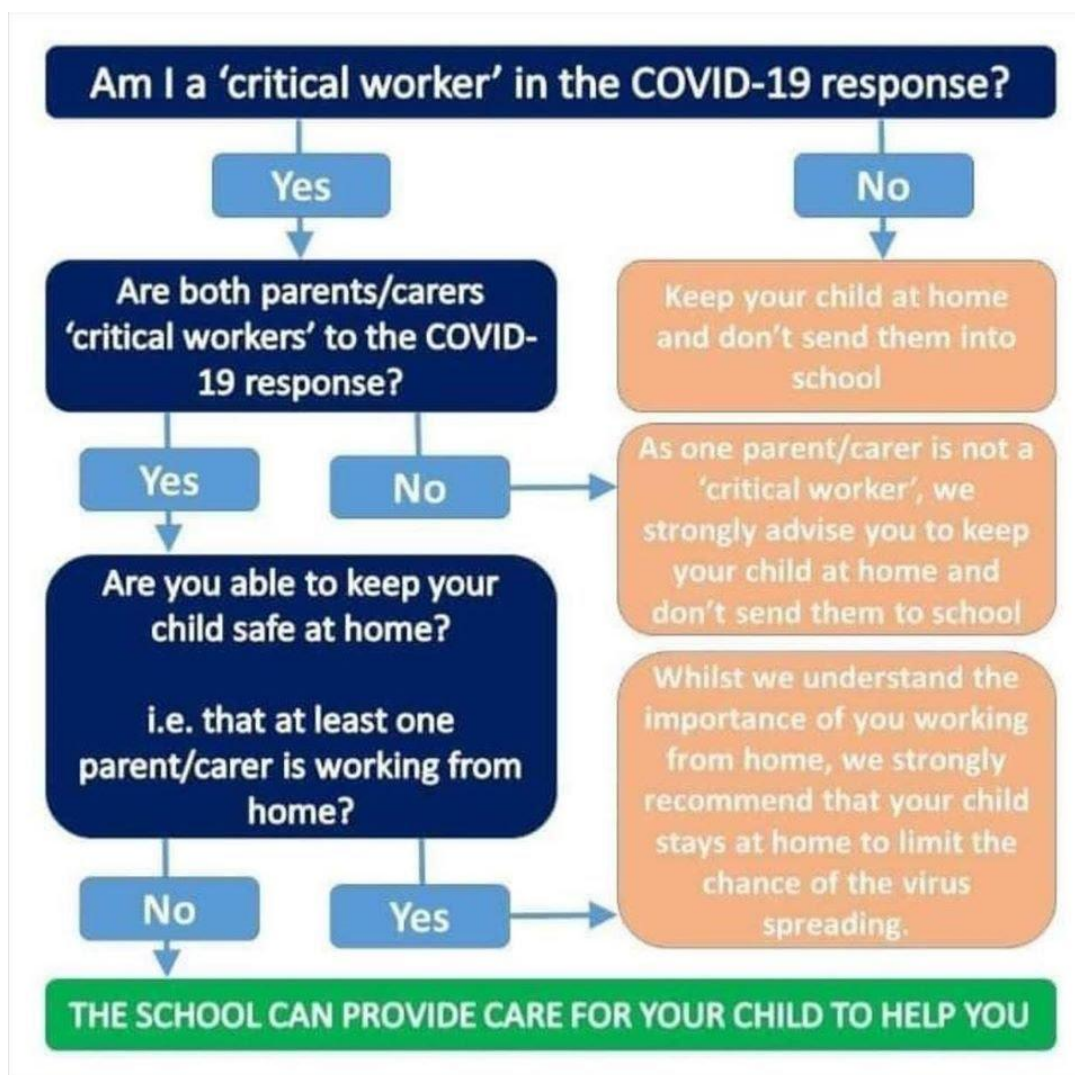 Am I a ‘critical worker’ in the COVID-19 response?
Yes
No
Are both parents/carers
‘critical workers’ to the COVID-
19 response?
Keep your child at home
and don’t send them into
school
Yes
No
As one parent/carer is not a
‘critical worker’, we
strongly advise you to keep
your child at home and
don’t send them to school
Are you able to keep your
child safe at home?
i.e. that at least one
parent/carer is working from
home?
Whilst we understand the
importance of you working
from home, we strongly
recommend that your child
stays at home to limit the
chance of the virus
spreading.
No
Yes
THE SCHOOL CAN PROVIDE CARE FOR YOUR CHILD TO HELP YOU